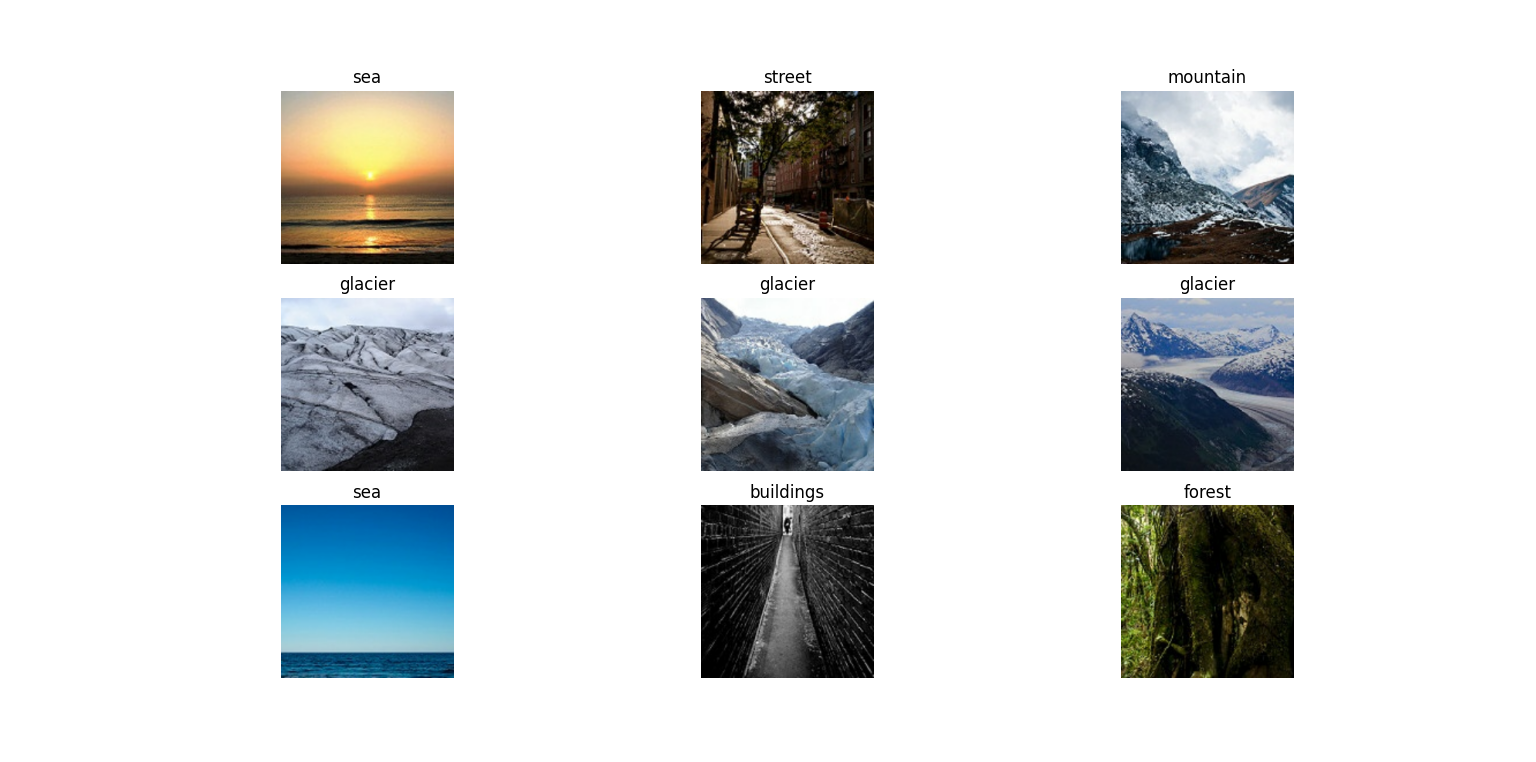 sea
street
mountain
glacier
glacier
glacier
sea
buildings
forest